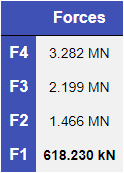 Forces
F4 3.282 MN
F3 2.199 MN
F2 1.466 MN
F1 618.230 kN